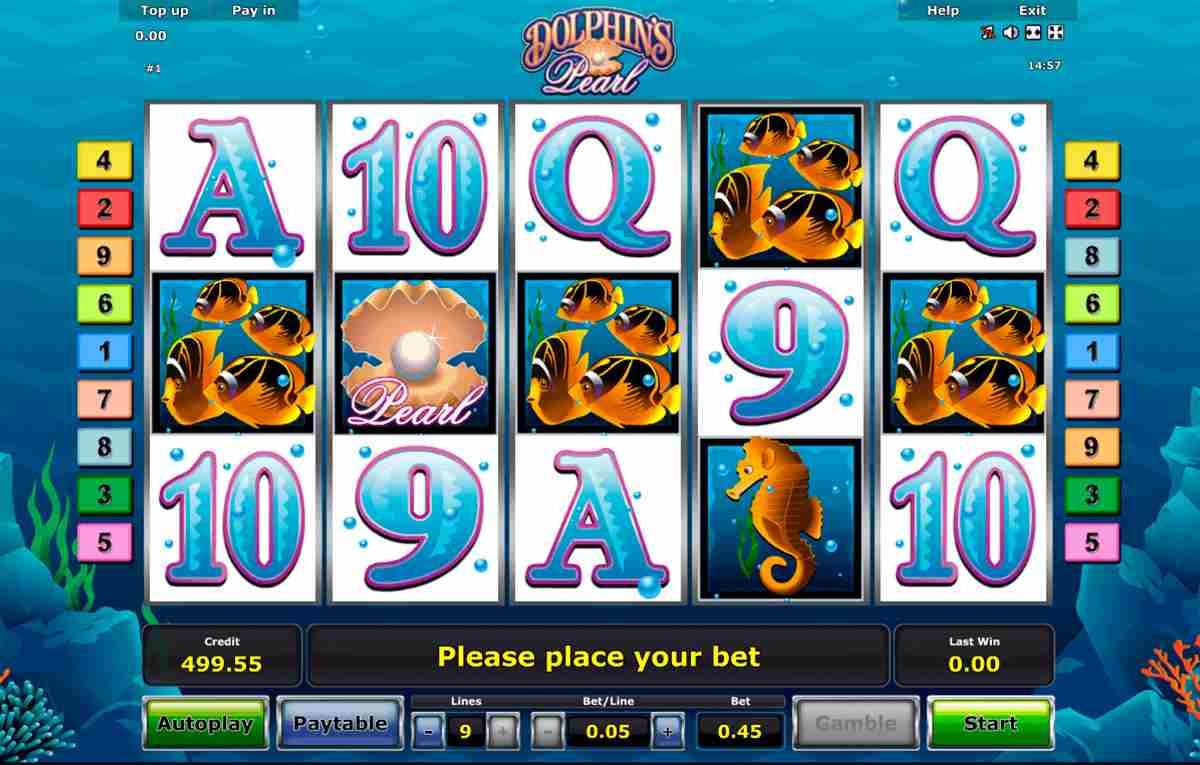 Top up Pay in Help Exit
0.00
DOLPHIN'S
Pearl
#1 14:57
A 10 Q Q
4 4
2 2
9 8
6 6
Pearl 9
1 1
7 7
8 9
10 9 A 10
3 3
5 5
Credit Last Win
499.55 Please place your bet 0.00
Lines Bet/Line Bet
Autoplay Paytable - 9 + - 0.05 + 0.45 Gamble Start